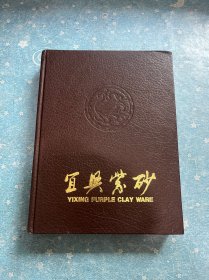 宜興紫砂
YIXING PURPLE CLAY WARE